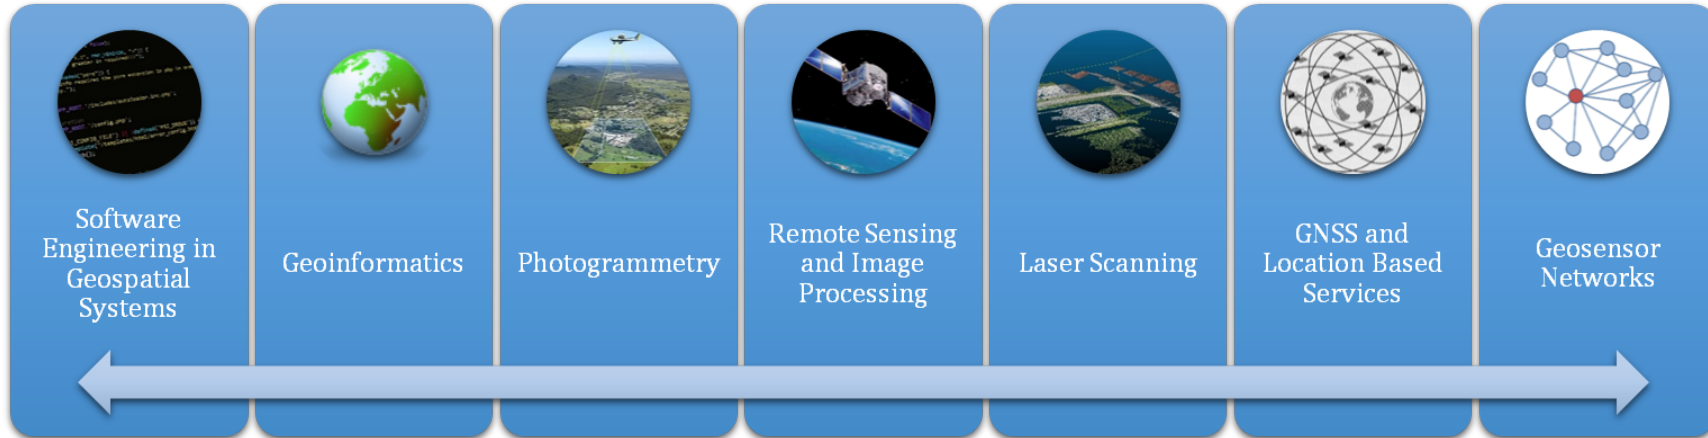 Software
Engineering in
Geospatial
Systems
Geoinformatics
Photogrammetry
Remote Sensing
and Image
Processing
Laser Scanning
GNSS and
Location Based
Services
Geosensor
Networks